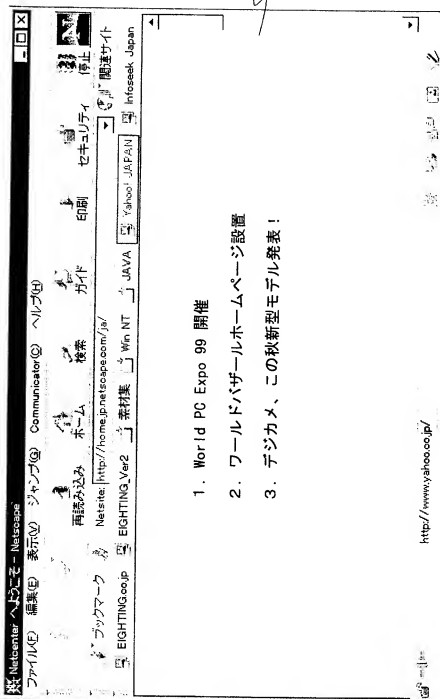 Netcenter へようこそ - Netscape
ファイル(F) 編集(E) 表示(V) ジャンプ(G) Communicator(C) ヘルプ(H)
再読み込み ホーム 検索 ガイド 印刷 セキュリティ 停止
ブックマーク Netsite: http://home.jp.netscape.com/ja/ 関連サイト
EIGHTING.co.jp EIGHTING_Ver2 素材集 Win NT JAVA Yahoo! JAPAN Infoseek Japan
1. World PC Expo 99 開催
2. ワールドバザールホームページ設置
3. デジカメ、この秋新型モデル発表！
http://www.yahoo.co.jp/